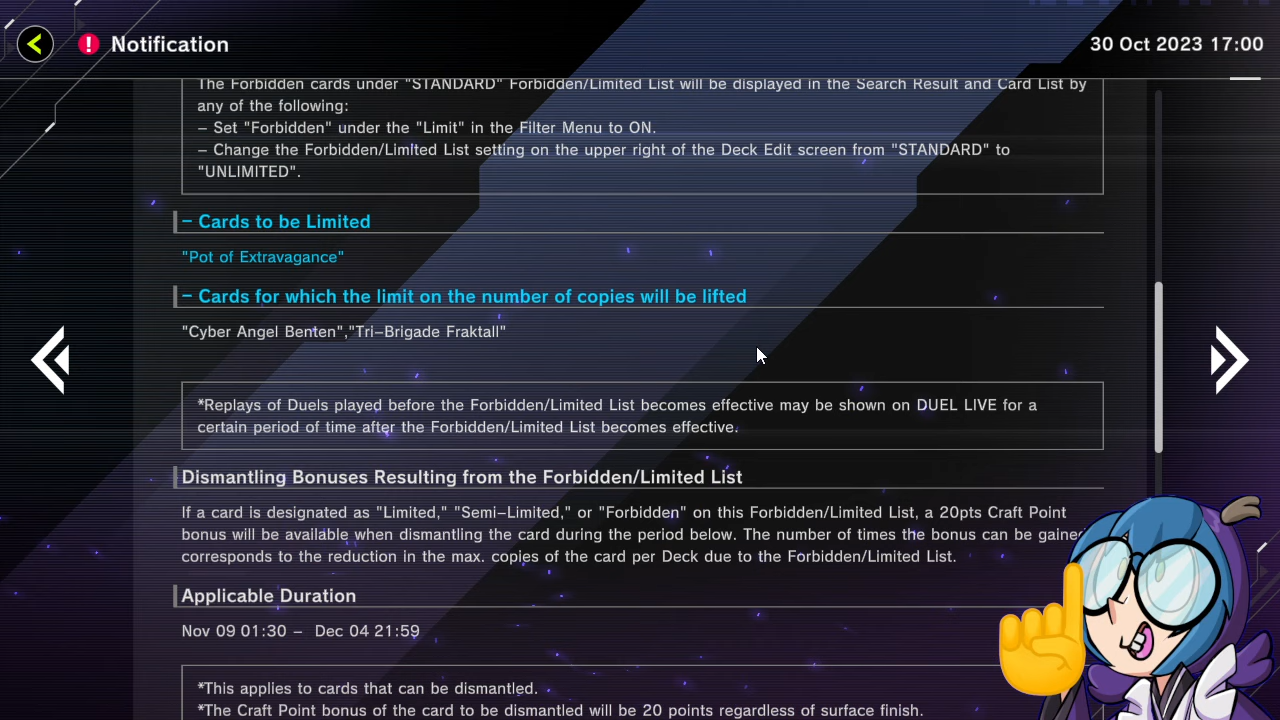 Notification
30 Oct 2023 17:00
The Forbidden cards under "STANDARD" Forbidden/Limited List will be displayed in the Search Result and Card List by
any of the following:
– Set "Forbidden" under the "Limit" in the Filter Menu to ON.
– Change the Forbidden/Limited List setting on the upper right of the Deck Edit screen from "STANDARD" to
"UNLIMITED".
– Cards to be Limited
"Pot of Extravagance"
– Cards for which the limit on the number of copies will be lifted
"Cyber Angel Benten","Tri–Brigade Fraktall"
*Replays of Duels played before the Forbidden/Limited List becomes effective may be shown on DUEL LIVE for a
certain period of time after the Forbidden/Limited List becomes effective.
Dismantling Bonuses Resulting from the Forbidden/Limited List
If a card is designated as "Limited," "Semi–Limited," or "Forbidden" on this Forbidden/Limited List, a 20pts Craft Point
bonus will be available when dismantling the card during the period below. The number of times the bonus can be gained
corresponds to the reduction in the max. copies of the card per Deck due to the Forbidden/Limited List.
Applicable Duration
Nov 09 01:30 – Dec 04 21:59
*This applies to cards that can be dismantled.
*The Craft Point bonus of the card to be dismantled will be 20 points regardless of surface finish.